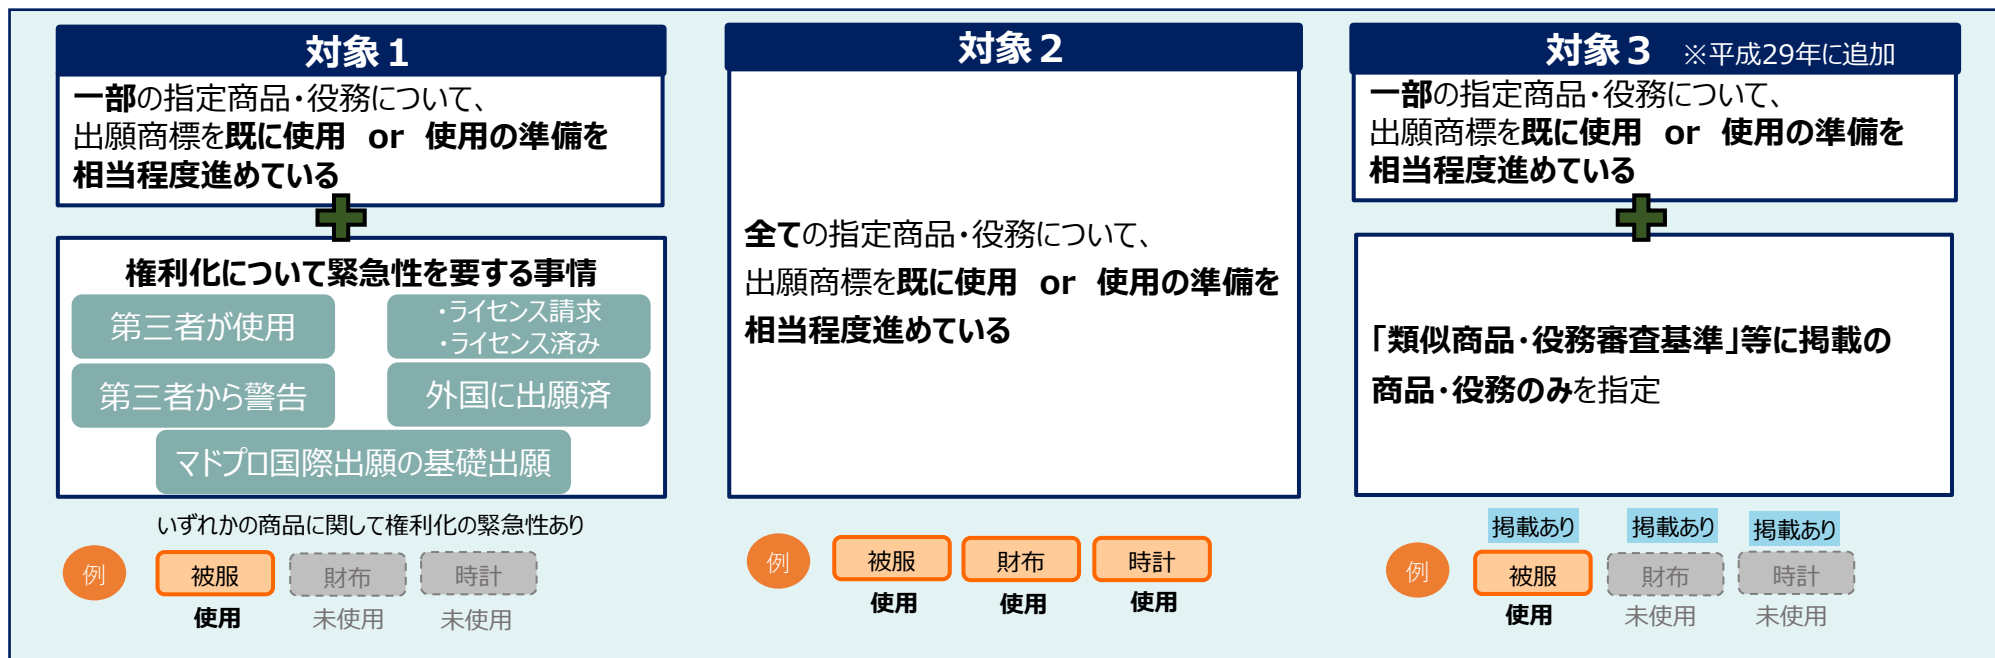 対象１
一部の指定商品・役務について、
出願商標を既に使用 or 使用の準備を
相当程度進めている
権利化について緊急性を要する事情
第三者が使用
・ライセンス請求
・ライセンス済み
第三者から警告
外国に出願済
マドプロ国際出願の基礎出願
いずれかの商品に関して権利化の緊急性あり
例
被服
財布
時計
使用
未使用
未使用
対象２
全ての指定商品・役務について、
出願商標を既に使用 or 使用の準備を
相当程度進めている
例
被服
財布
時計
使用
使用
使用
対象３ ※平成29年に追加
一部の指定商品・役務について、
出願商標を既に使用 or 使用の準備を
相当程度進めている
「類似商品・役務審査基準」等に掲載の
商品・役務のみを指定
掲載あり
掲載あり
掲載あり
例
被服
財布
時計
使用
未使用
未使用